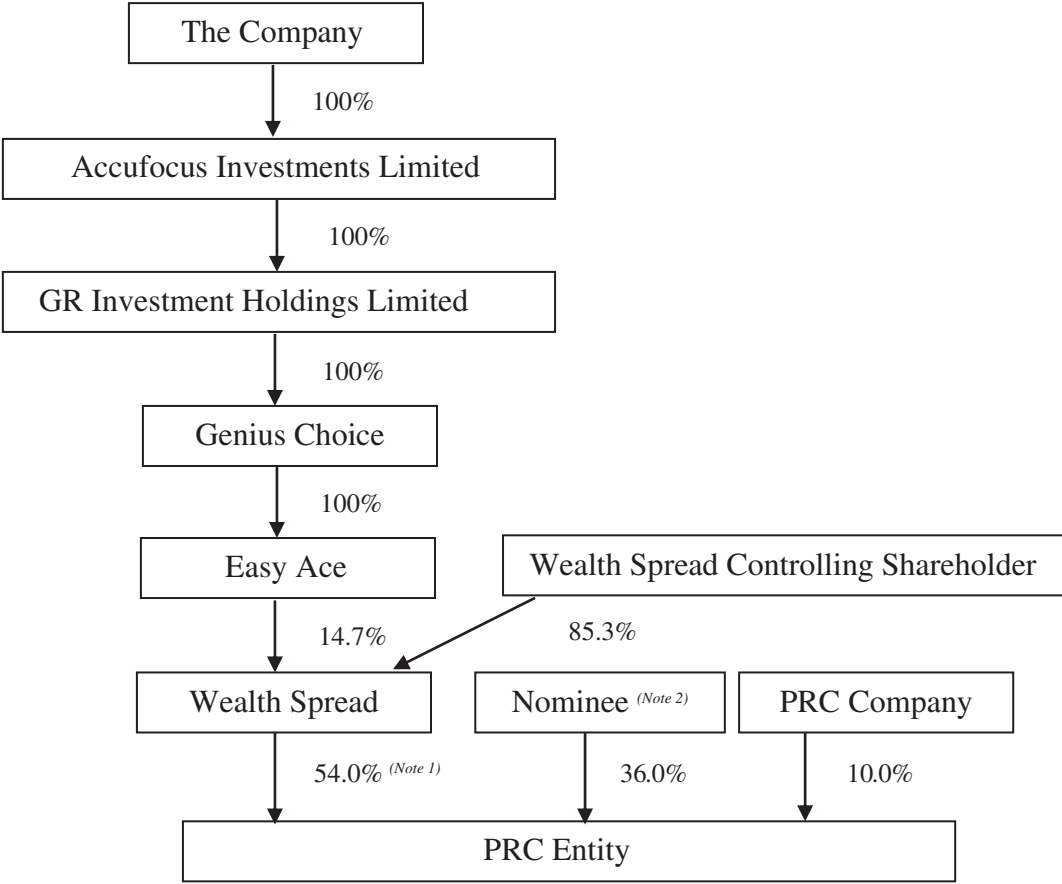 The Company
100%
Accufocus Investments Limited
100%
GR Investment Holdings Limited
100%
Genius Choice
100%
Easy Ace
Wealth Spread Controlling Shareholder
14.7%
85.3%
Wealth Spread
Nominee (Note 2)
PRC Company
54.0% (Note 1)
36.0%
10.0%
PRC Entity